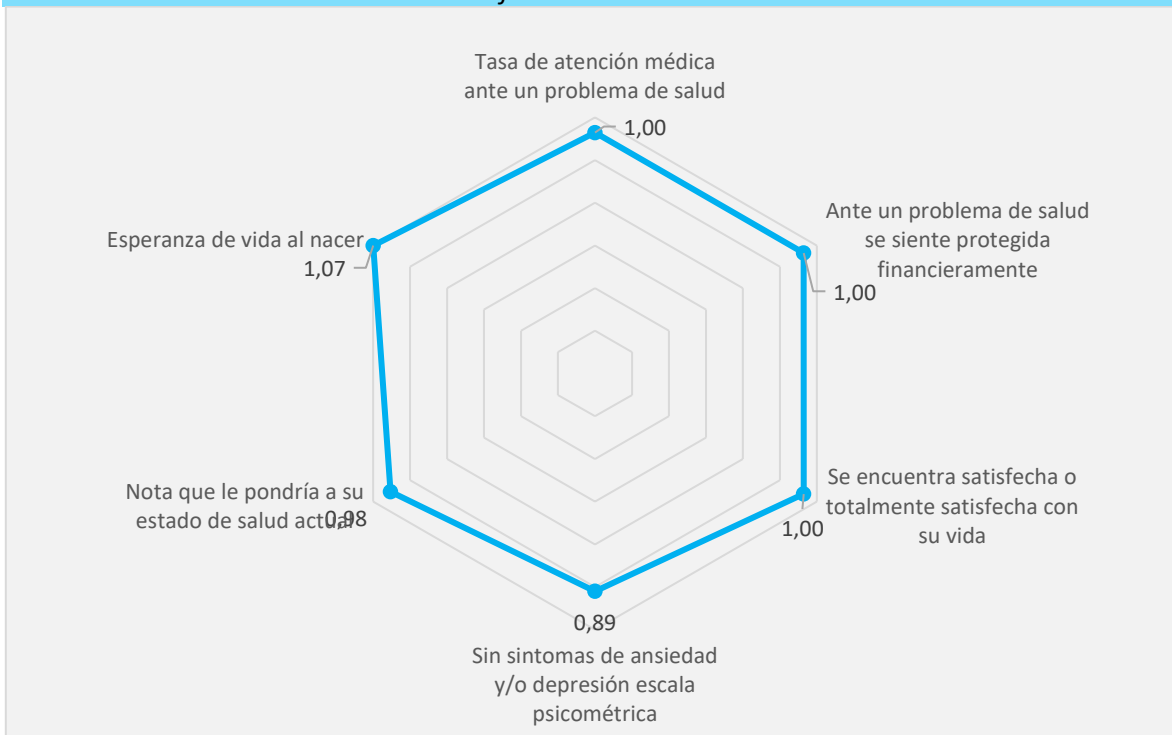 Tasa de atención médica
ante un problema de salud
1,00
Ante un problema de salud
se siente protegida
financieramente
1,00
Esperanza de vida al nacer
1,07
Se encuentra satisfecha o
totalmente satisfecha con
su vida
1,00
Nota que le pondría a su
estado de salud actual
0,98
0,89
Sin sintomas de ansiedad
y/o depresión escala
psicométrica